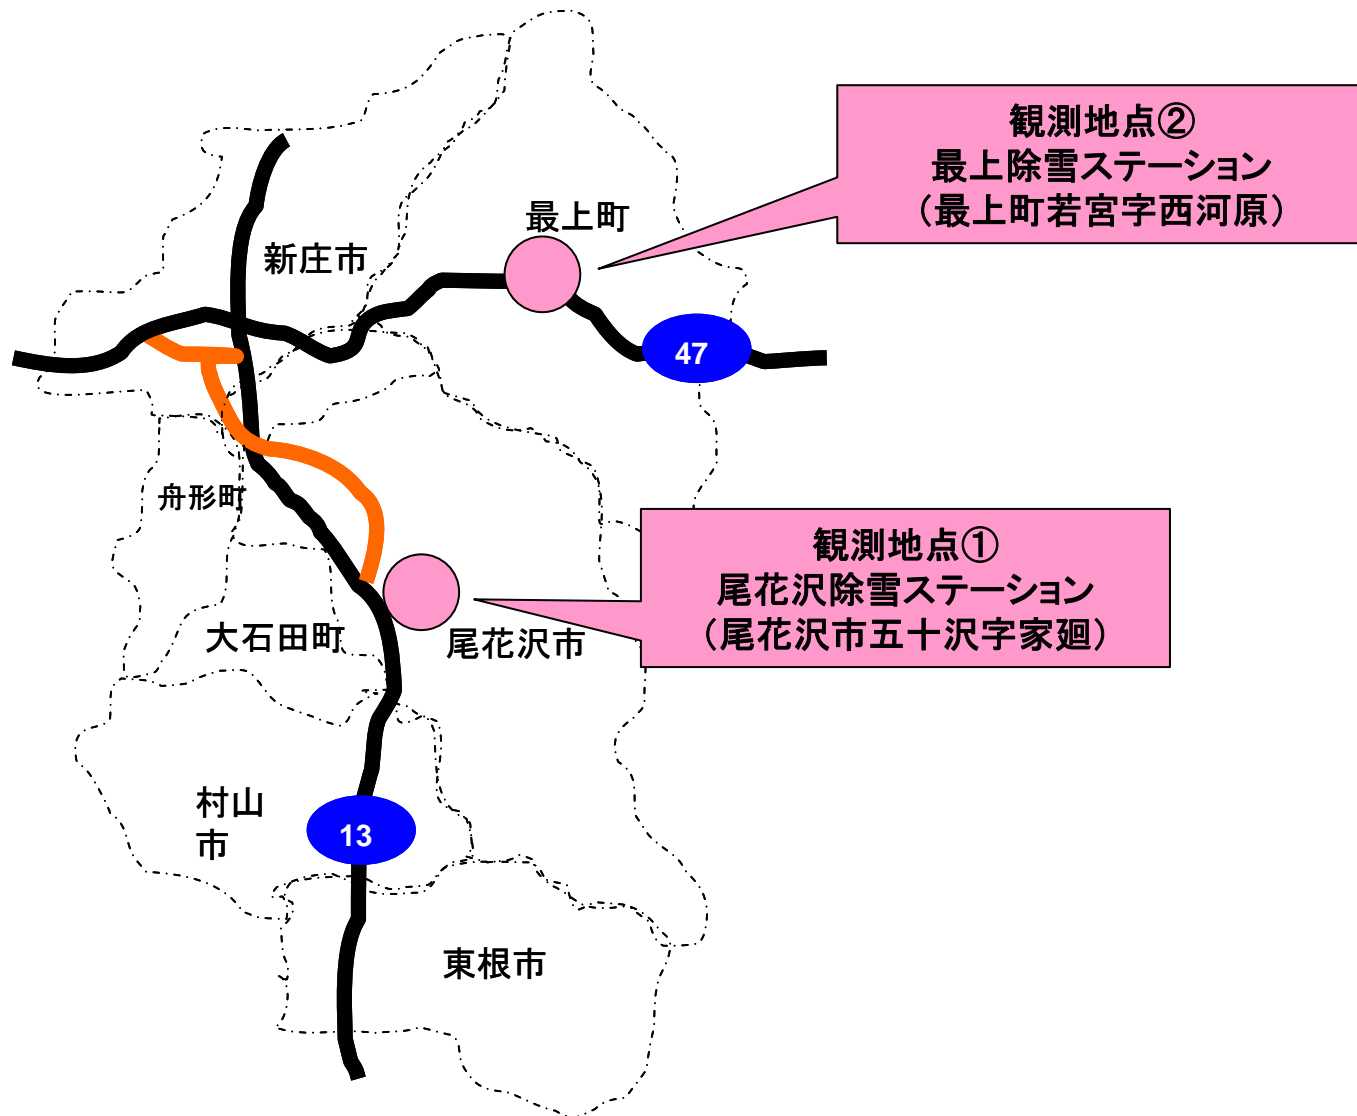 観測地点②
最上除雪ステーション
（最上町若宮字西河原）
最上町
新庄市
47
舟形町
観測地点①
尾花沢除雪ステーション
（尾花沢市五十沢字家廻）
大石田町
尾花沢市
村山
市
13
東根市